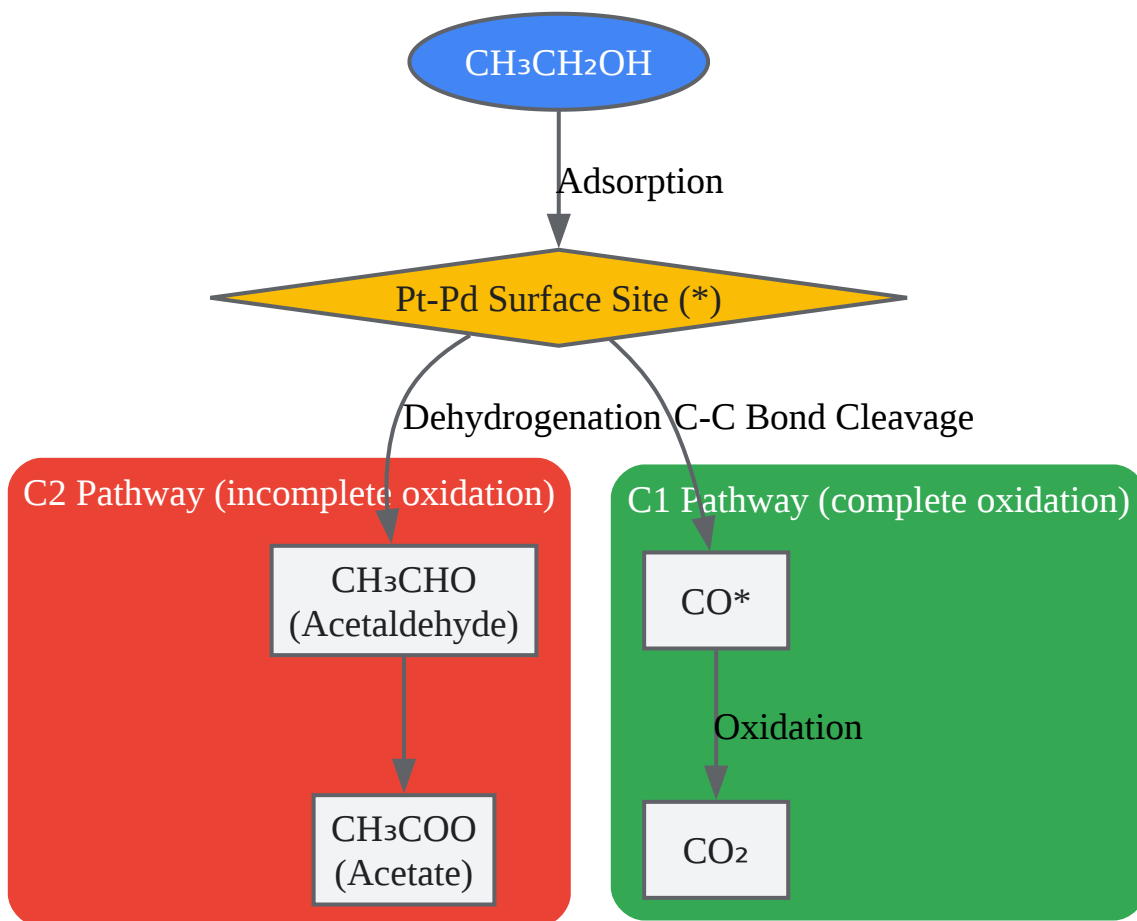 CH₃CH₂OH
Adsorption
Pt-Pd Surface Site (*)
Dehydrogenation
C-C Bond Cleavage
C2 Pathway (incomplete oxidation)
CH₃CHO
(Acetaldehyde)
CH₃COO
(Acetate)
C1 Pathway (complete oxidation)
CO*
Oxidation
CO₂